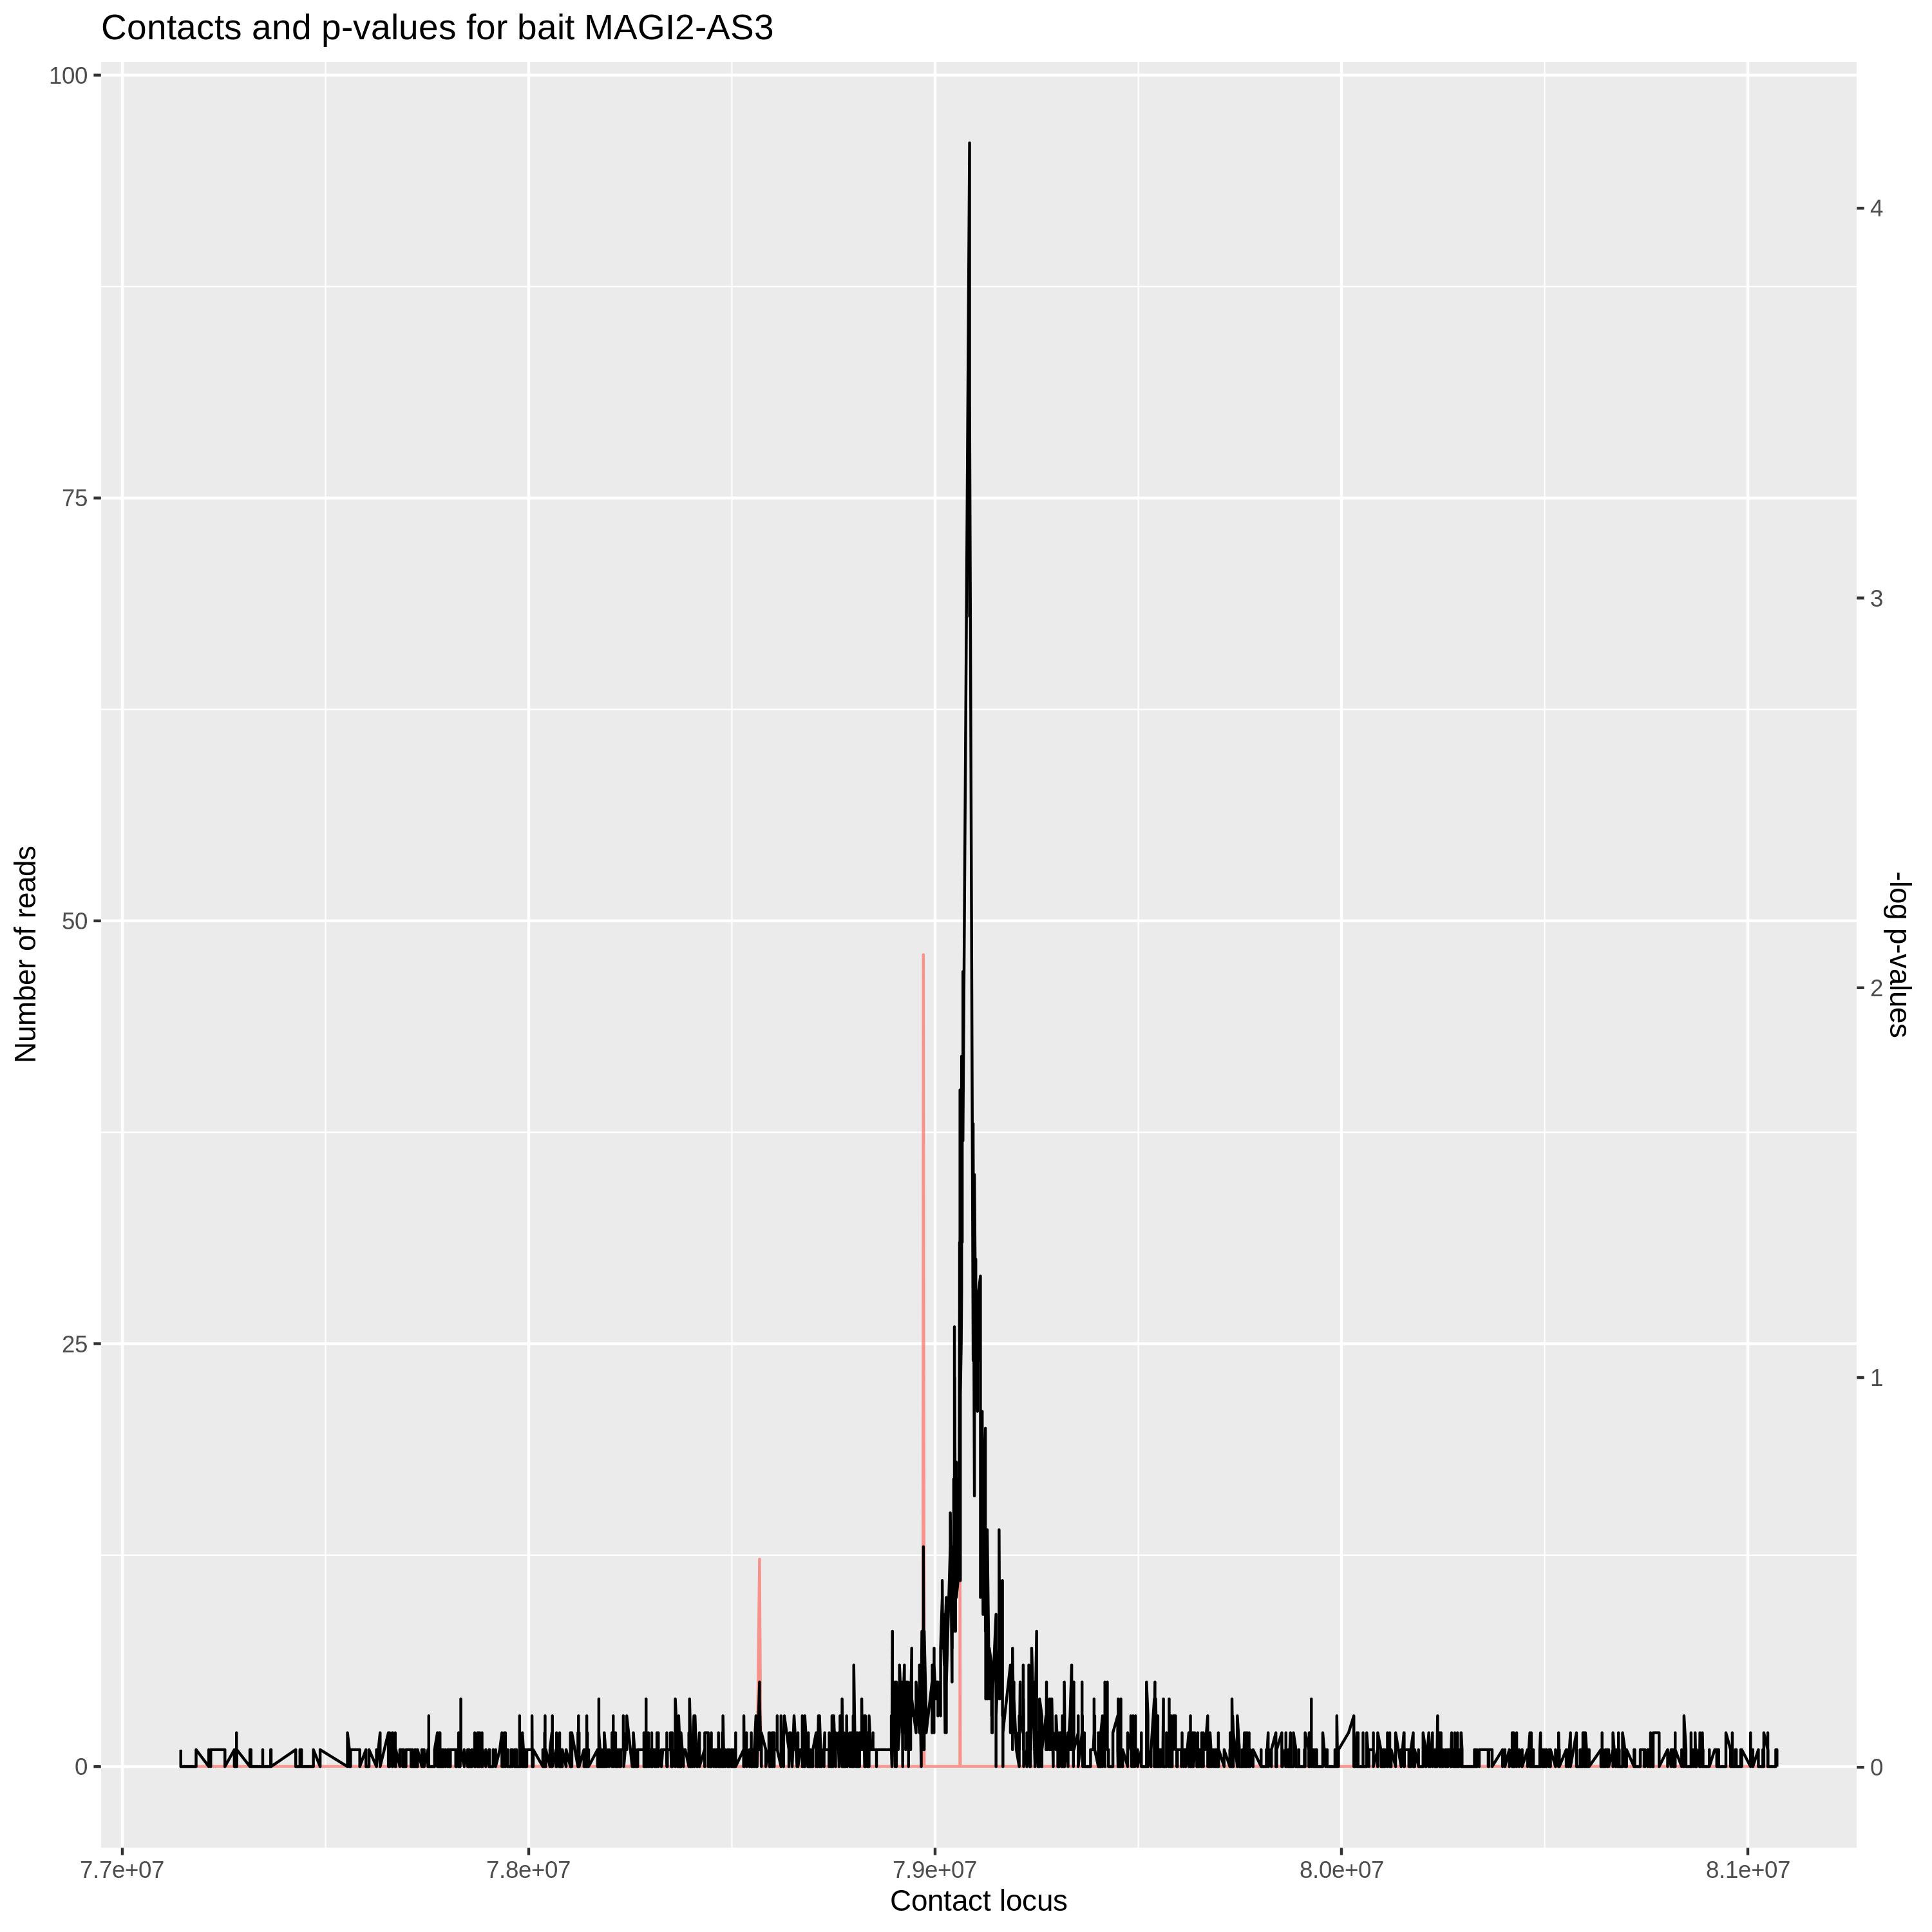 Contacts and p-values for bait MAGI2-AS3
100
75
50
25
0
Number of reads
4
3
2
1
0
-log p-values
7.7e+07 7.8e+07 7.9e+07 8.0e+07 8.1e+07
Contact locus